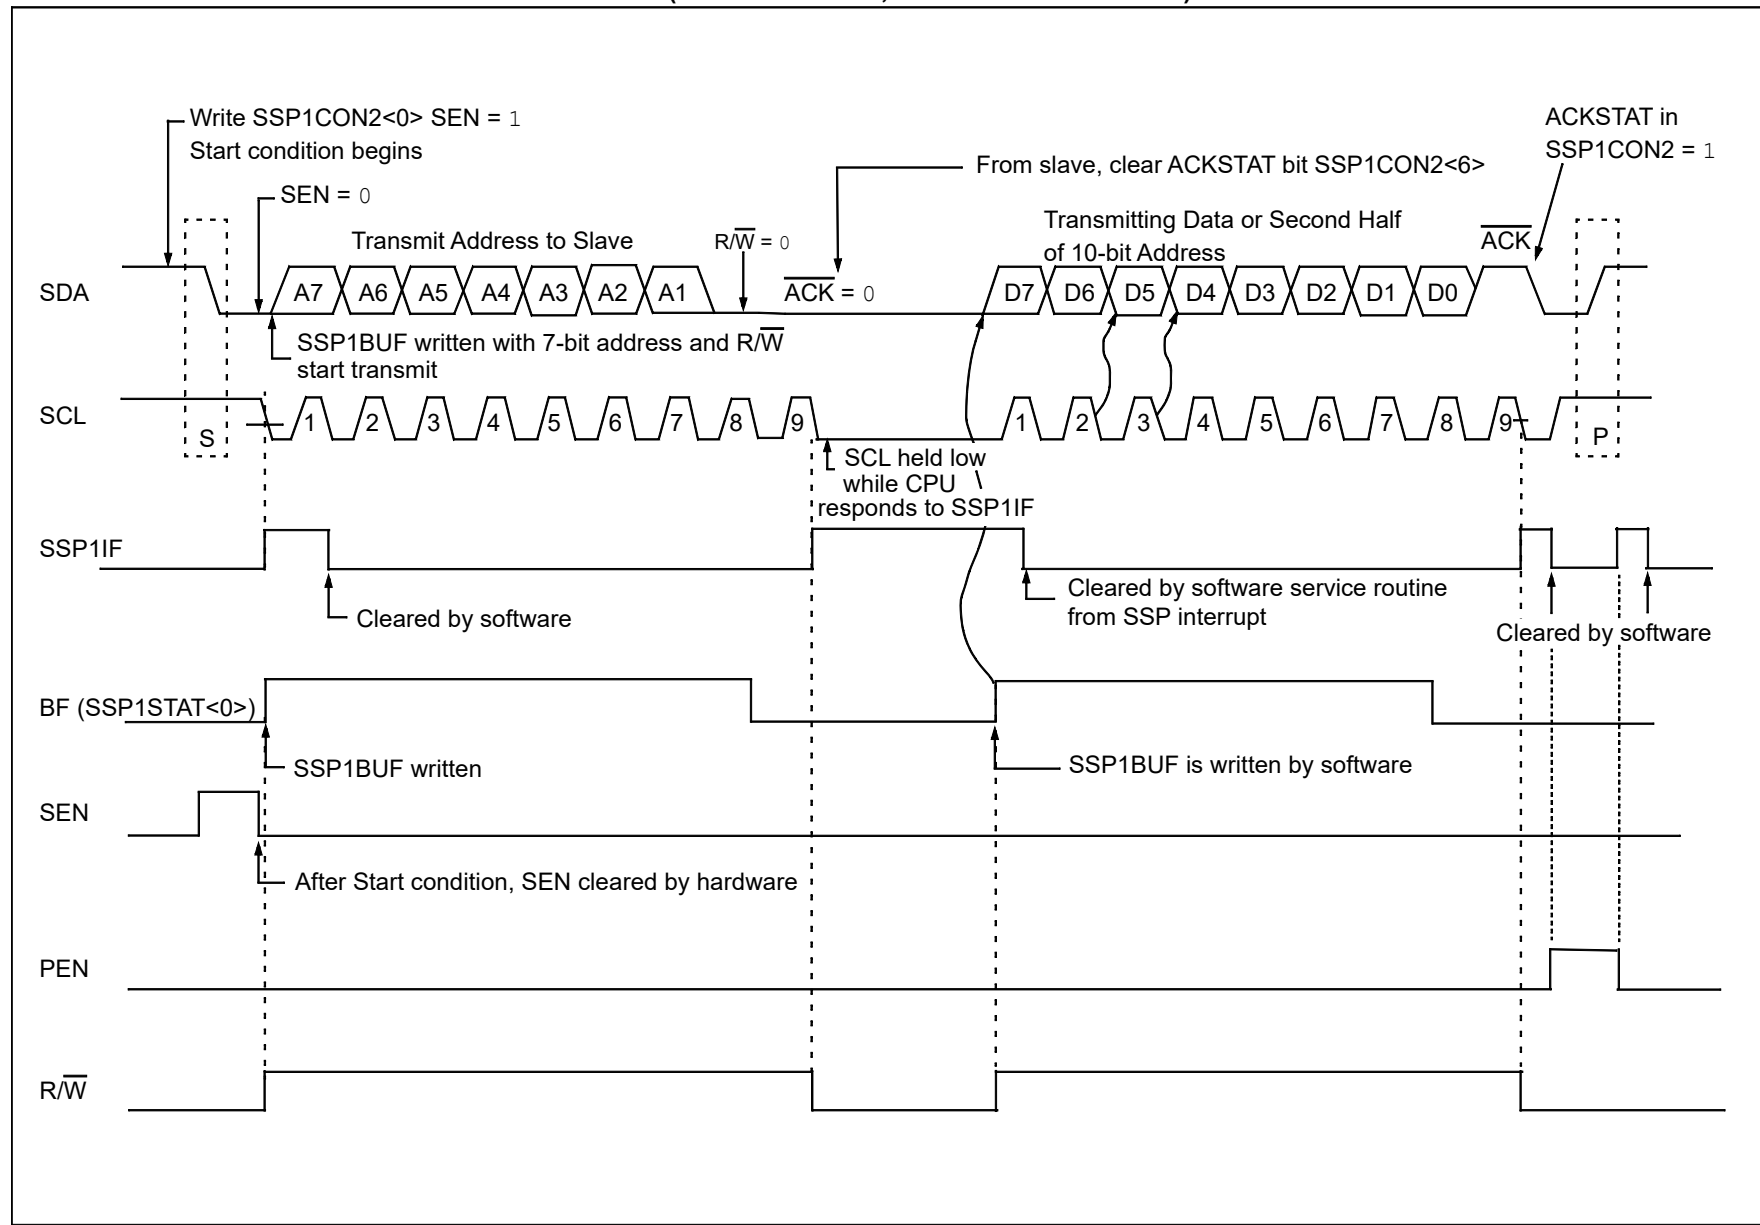 Write SSP1CON2<0> SEN = 1
Start condition begins
SEN = 0
From slave, clear ACKSTAT bit SSP1CON2<6>
ACKSTAT in
SSP1CON2 = 1
Transmit Address to Slave
R/W = 0
Transmitting Data or Second Half
of 10-bit Address
ACK
SDA
A7 A6 A5 A4 A3 A2 A1
ACK = 0
D7 D6 D5 D4 D3 D2 D1 D0
SSP1BUF written with 7-bit address and R/W
start transmit
SCL
S
1 2 3 4 5 6 7 8 9
1 2 3 4 5 6 7 8 9
P
SCL held low
while CPU
responds to SSP1IF
SSP1IF
Cleared by software
Cleared by software service routine
from SSP interrupt
Cleared by software
BF (SSP1STAT<0>)
SSP1BUF written
SSP1BUF is written by software
SEN
After Start condition, SEN cleared by hardware
PEN
R/W